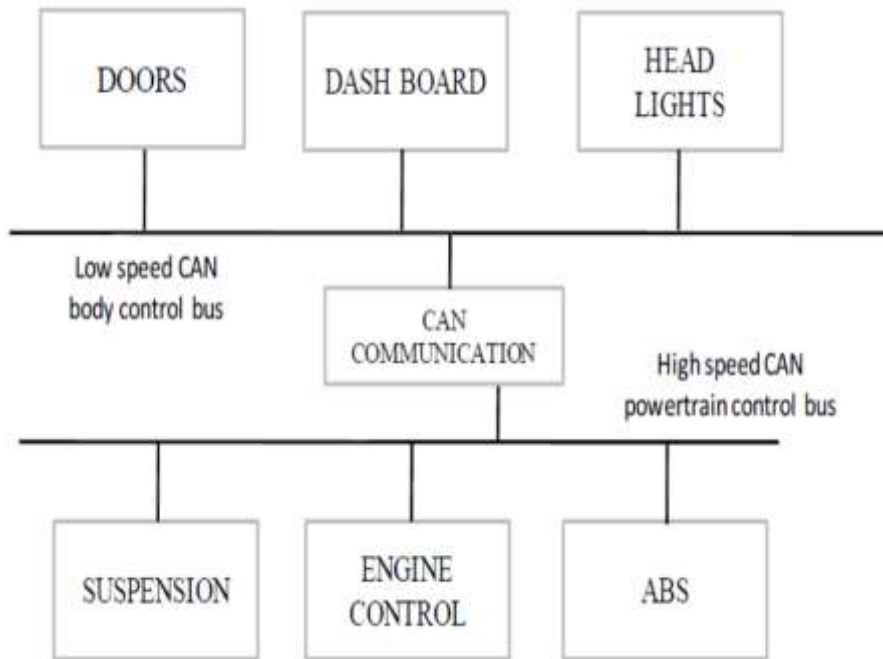 DOORS
DASH BOARD
HEAD
LIGHTS
Low speed CAN
body control bus
CAN
COMMUNICATION
High speed CAN
powertrain control bus
SUSPENSION
ENGINE
CONTROL
ABS